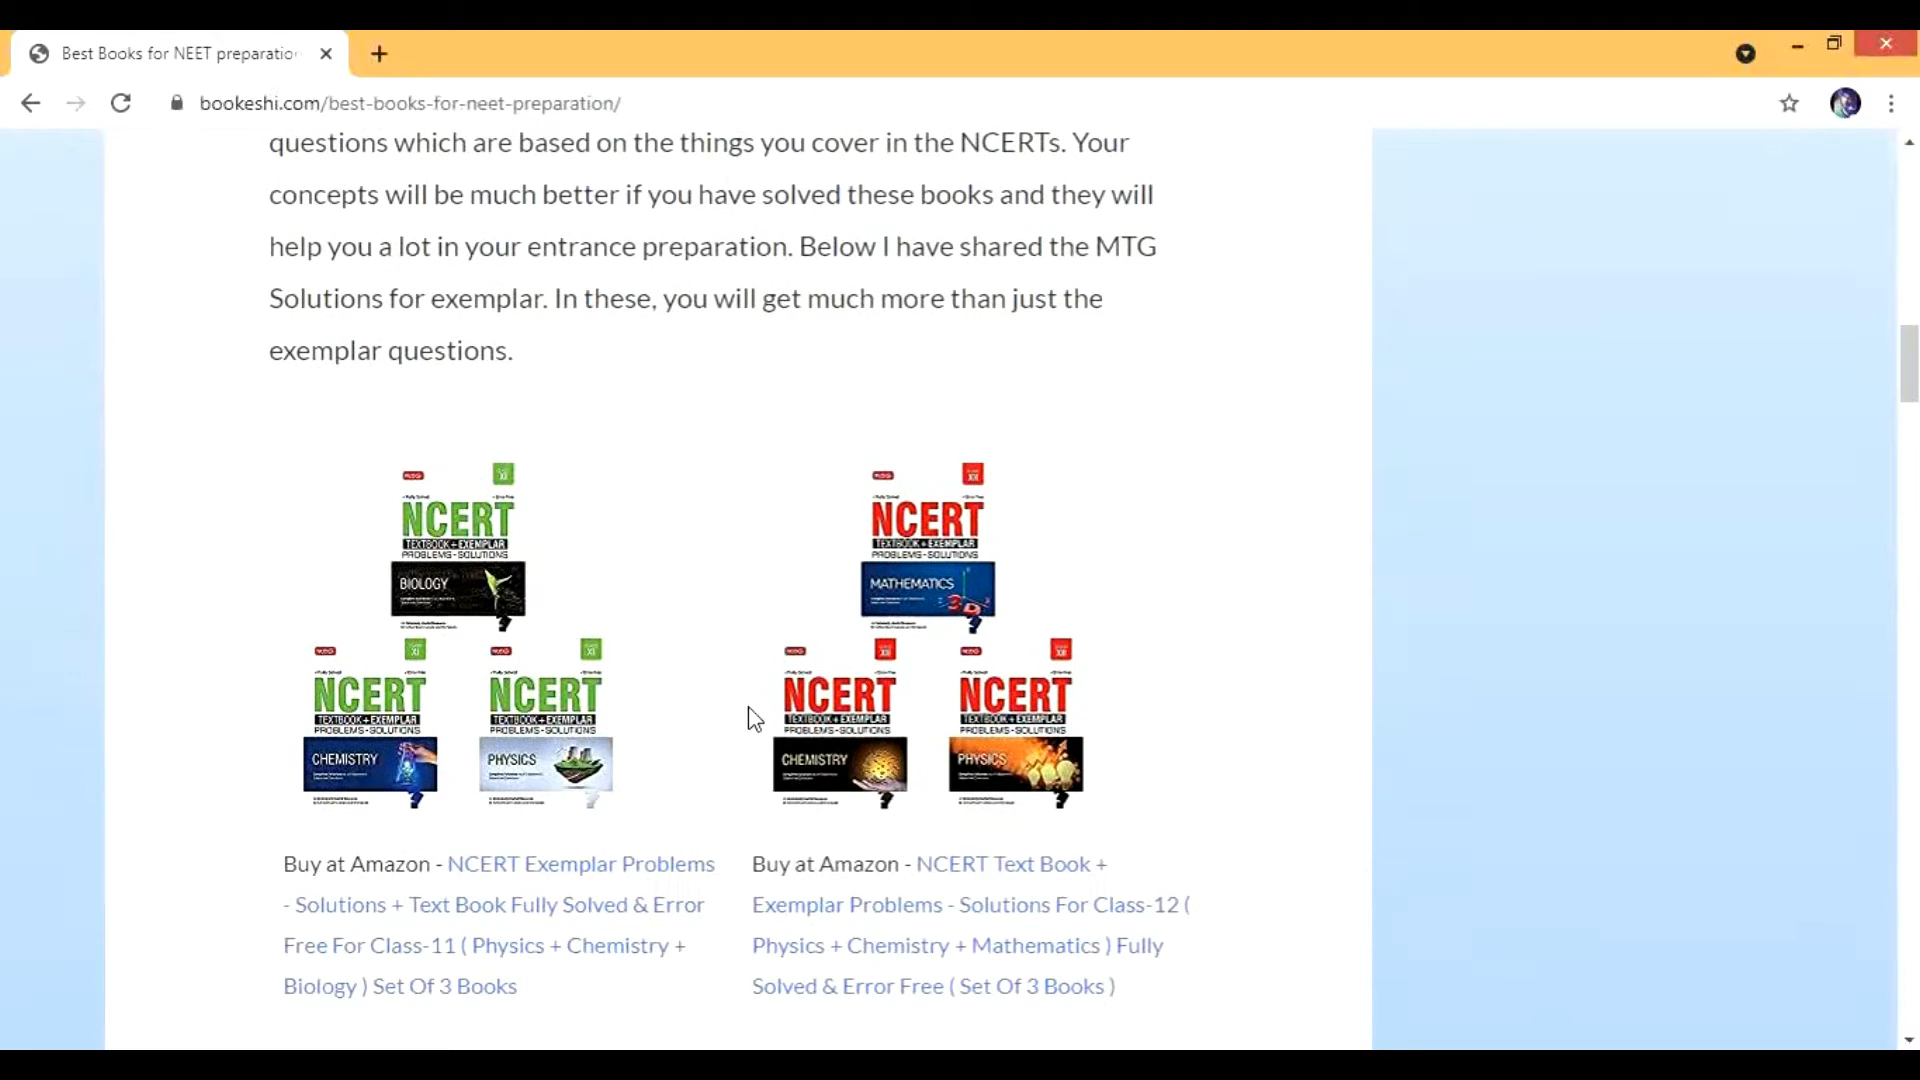 Best Books for NEET preparatio
bookeshi.com/best-books-for-neet-preparation/
questions which are based on the things you cover in the NCERTs. Your
concepts will be much better if you have solved these books and they will
help you a lot in your entrance preparation. Below I have shared the MTG
Solutions for exemplar. In these, you will get much more than just the
exemplar questions.
NCERT
TEXTBOOK+EXEMPLAR
PROBLEMS-SOLUTIONS
BIOLOGY
NCERT
TEXTBOOK+EXEMPLAR
PROBLEMS-SOLUTIONS
MATHEMATICS
3D
XI
NCERT
TEXTBOOK+EXEMPLAR
PROBLEMS-SOLUTIONS
CHEMISTRY
XI
NCERT
TEXTBOOK+EXEMPLAR
PROBLEMS-SOLUTIONS
PHYSICS
XII
NCERT
TEXTBOOK+EXEMPLAR
PROBLEMS-SOLUTIONS
CHEMISTRY
XII
NCERT
TEXTBOOK+EXEMPLAR
PROBLEMS-SOLUTIONS
PHYSICS
Buy at Amazon - NCERT Exemplar Problems
- Solutions + Text Book Fully Solved & Error
Free For Class-11 ( Physics + Chemistry +
Biology ) Set Of 3 Books
Buy at Amazon - NCERT Text Book +
Exemplar Problems - Solutions For Class-12 (
Physics + Chemistry + Mathematics ) Fully
Solved & Error Free ( Set Of 3 Books )